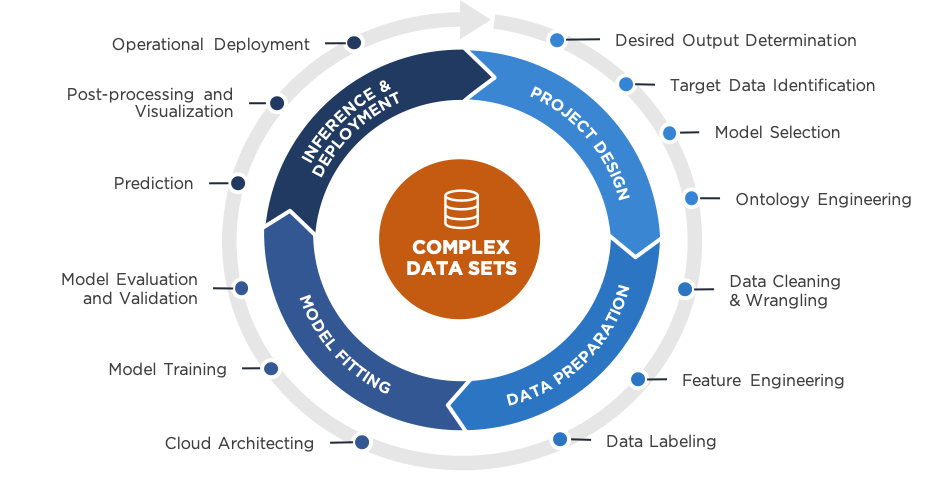 Operational Deployment
Post-processing and
Visualization
Prediction
Model Evaluation
and Validation
Model Training
Cloud Architecting
Desired Output Determination
Target Data Identification
Model Selection
Ontology Engineering
Data Cleaning
& Wrangling
Feature Engineering
Data Labeling
INFERENCE &
DEPLOYMENT
PROJECT DESIGN
DATA PREPARATION
MODEL FITTING
COMPLEX
DATA SETS